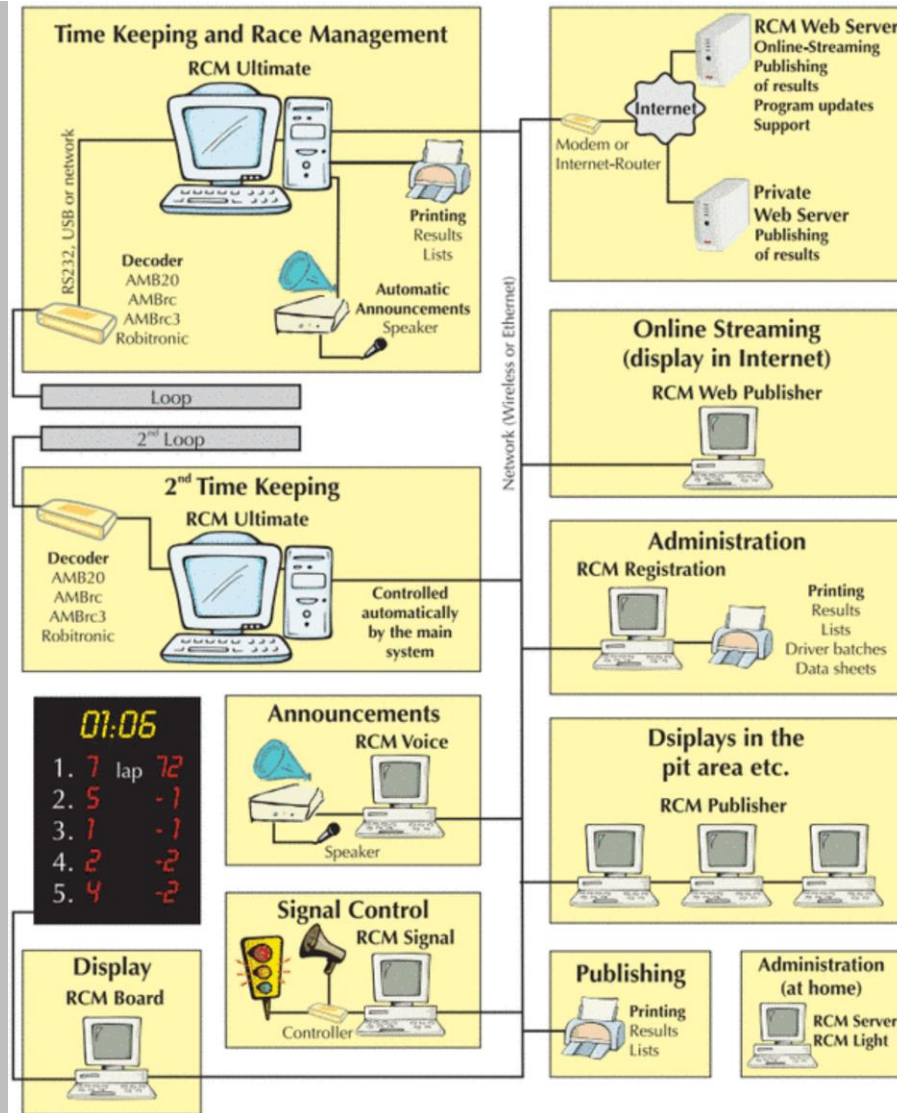 Time Keeping and Race Management
RCM Ultimate
RS232, USB or network
Decoder
AMB20
AMBrc
AMBrc3
Robitronic
Printing
Results
Lists
Automatic
Announcements
Speaker
Loop
2nd Loop
2nd Time Keeping
RCM Ultimate
Decoder
AMB20
AMBrc
AMBrc3
Robitronic
Controlled
automatically
by the main
system
01:06
1. 7 lap 72
2. 5 -1
3. 1 -1
4. 2 -2
5. 4 -2
Announcements
RCM Voice
Speaker
Signal Control
RCM Signal
Controller
Display
RCM Board
Network (Wireless or Ethernet)
RCM Web Server
Online-Streaming
Publishing
of results
Program updates
Support
Internet
Modem or
Internet-Router
Private
Web Server
Publishing
of results
Online Streaming
(display in Internet)
RCM Web Publisher
Administration
RCM Registration
Printing
Results
Lists
Driver batches
Data sheets
Dsiplays in the
pit area etc.
RCM Publisher
Publishing
Printing
Results
Lists
Administration
(at home)
RCM Server
RCM Light